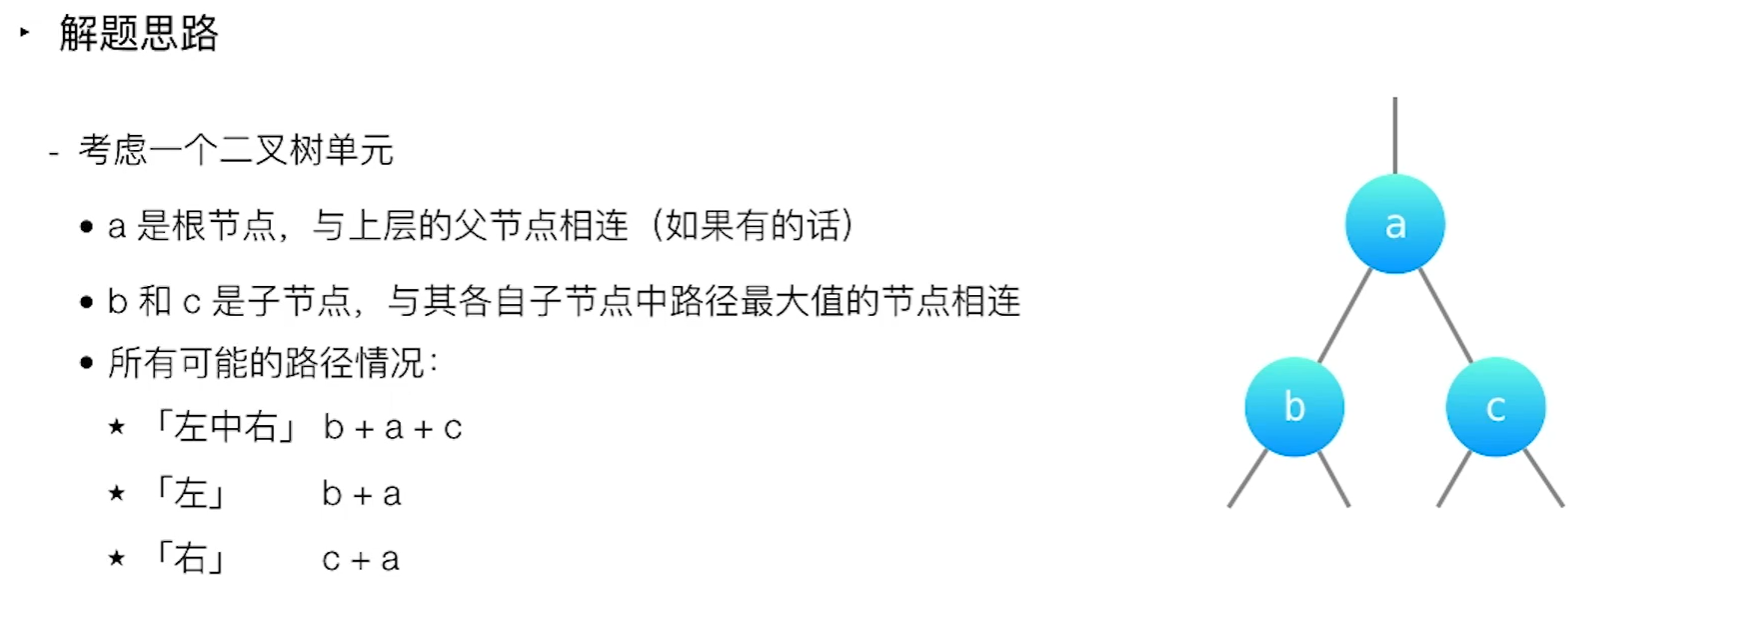 ‣ 解题思路
- 考虑一个二叉树单元
• a 是根节点，与上层的父节点相连（如果有的话）
• b 和 c 是子节点，与其各自子节点中路径最大值的节点相连
• 所有可能的路径情况：
★ 「左中右」 b + a + c
★ 「左」 b + a
★ 「右」 c + a
a
b
c